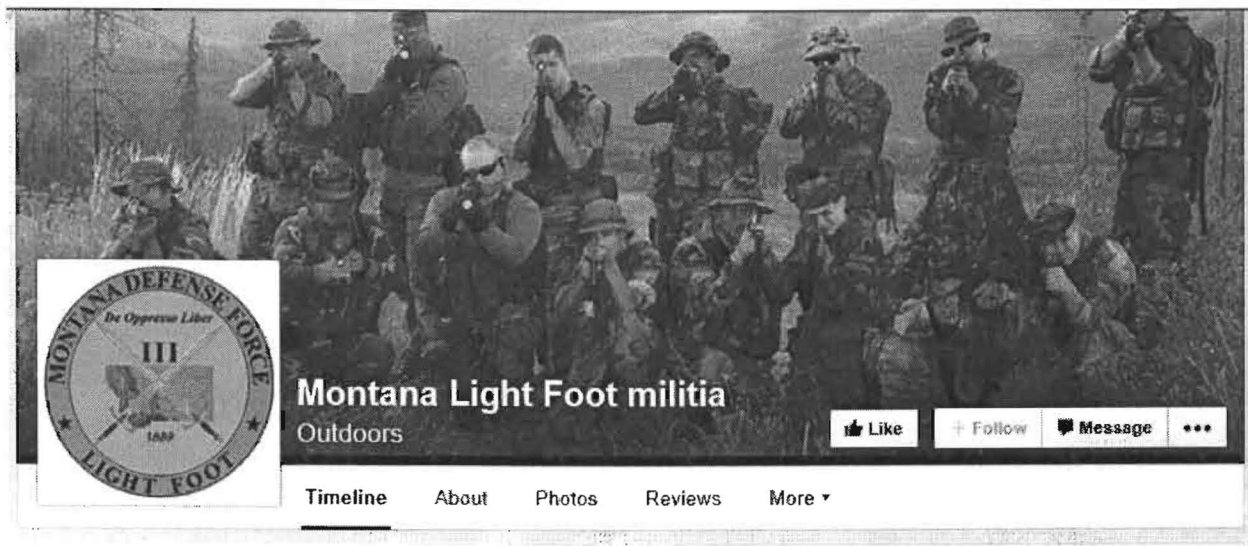 MONTANA DEFENSE FORCE
De Oppresso Liber
III
1889
LIGHT FOOT
Montana Light Foot militia
Outdoors
Like
+ Follow
Message
•••
Timeline
About
Photos
Reviews
More